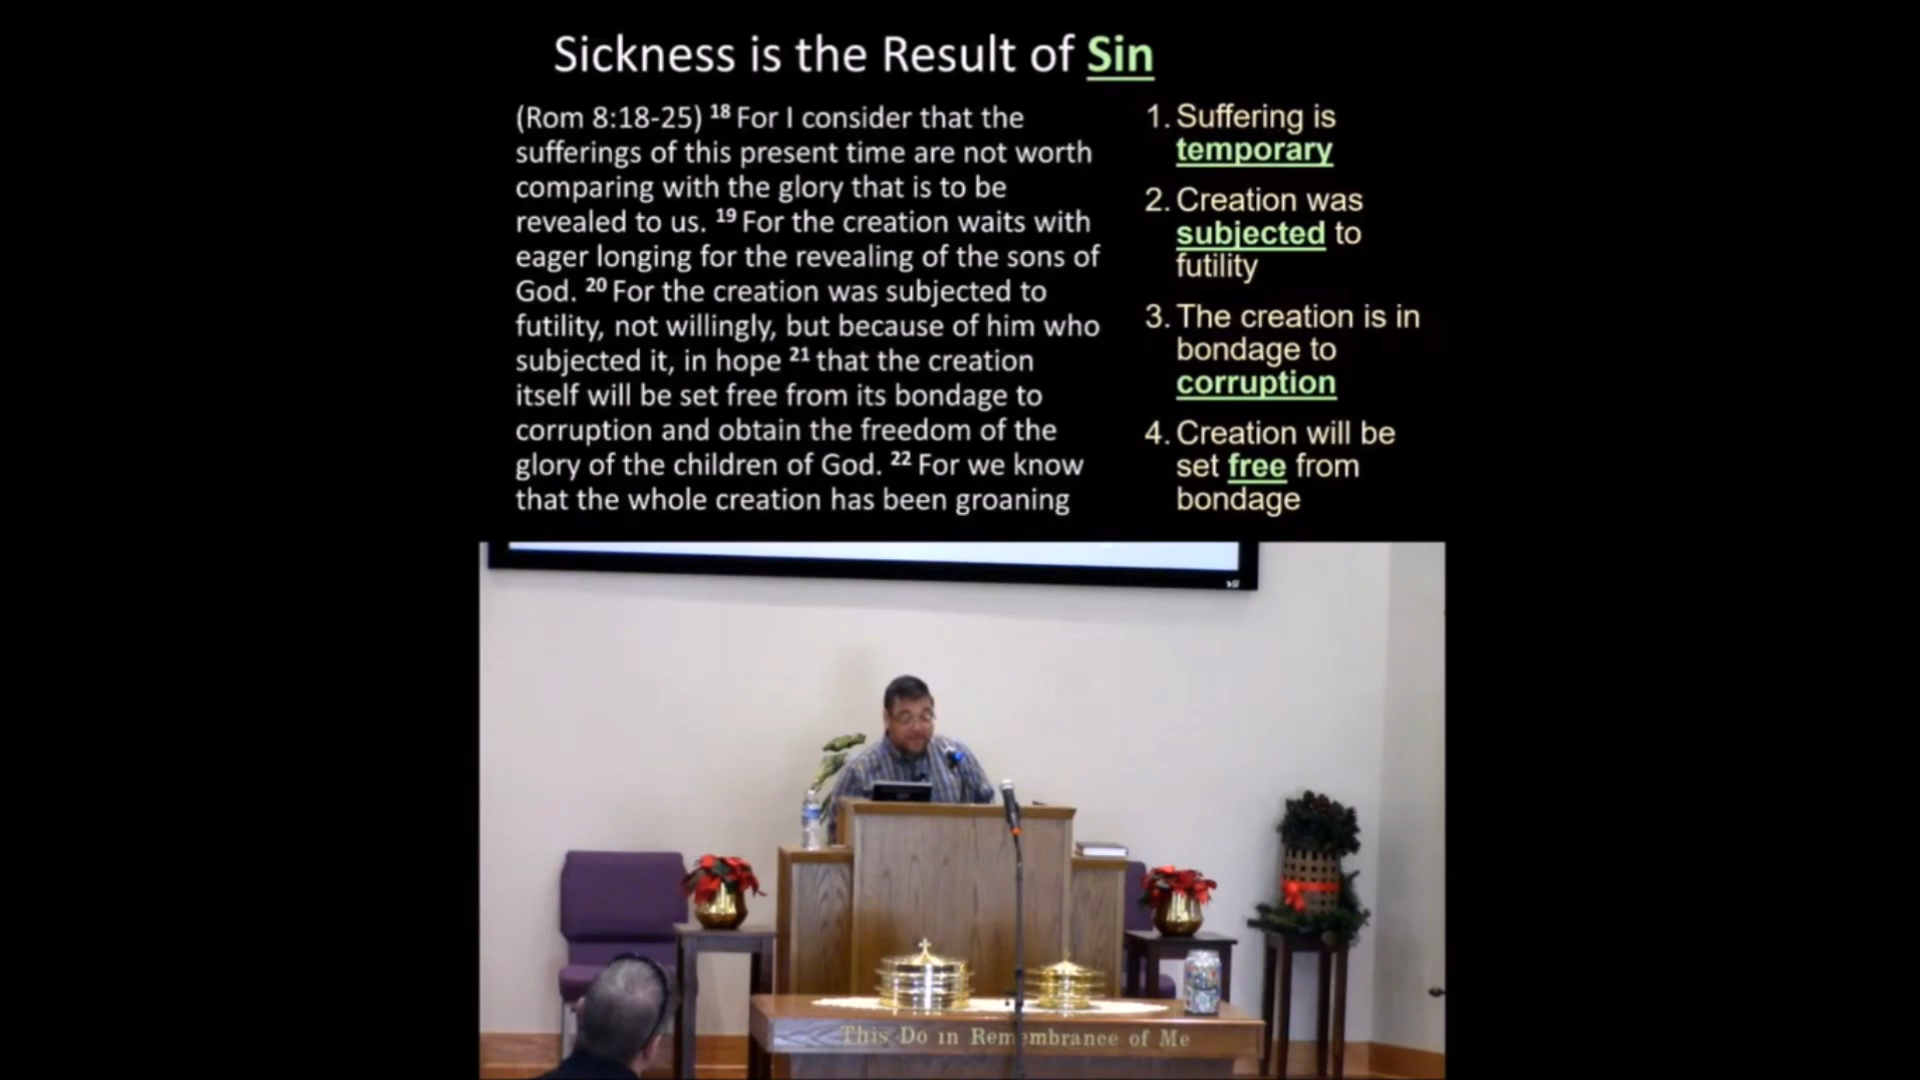 Sickness is the Result of Sin
(Rom 8:18-25) 18 For I consider that the
sufferings of this present time are not worth
comparing with the glory that is to be
revealed to us. 19 For the creation waits with
eager longing for the revealing of the sons of
God. 20 For the creation was subjected to
futility, not willingly, but because of him who
subjected it, in hope 21 that the creation
itself will be set free from its bondage to
corruption and obtain the freedom of the
glory of the children of God. 22 For we know
that the whole creation has been groaning
1. Suffering is
temporary
2. Creation was
subjected to
futility
3. The creation is in
bondage to
corruption
4. Creation will be
set free from
bondage
This Do in Remembrance of Me